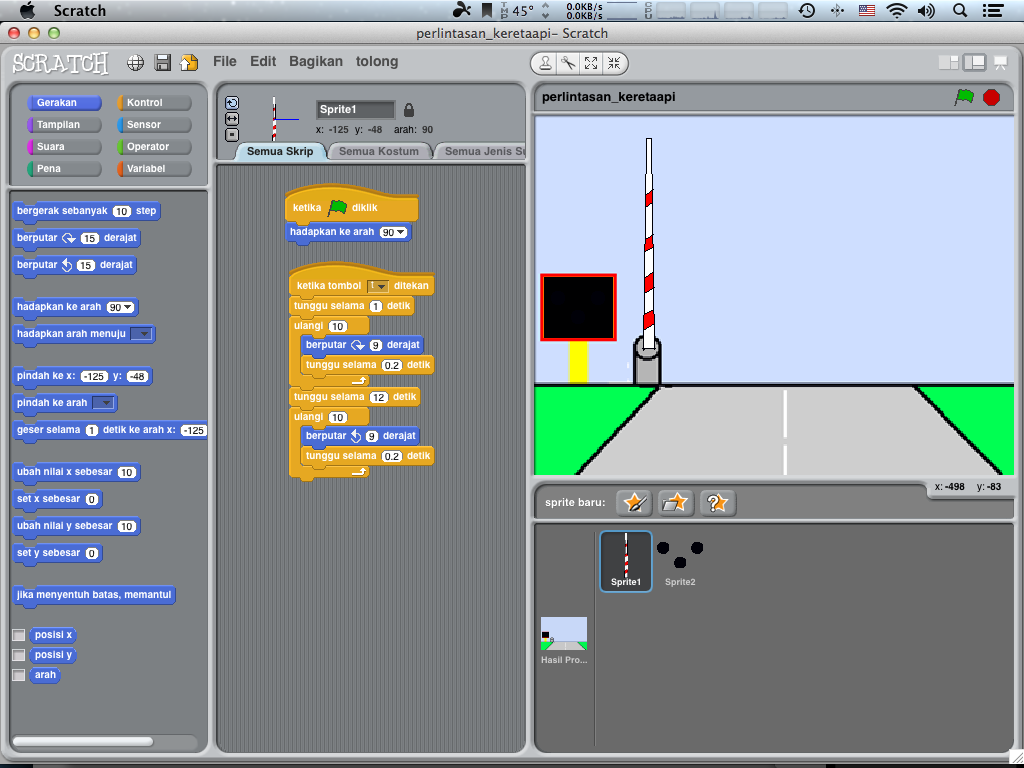 Scratch
TMP 45° 0.0KB/s 0.0KB/s CPU
perlintasan_keretaapi– Scratch
SCRATCH File Edit Bagikan tolong
Gerakan Kontrol
Tampilan Sensor
Suara Operator
Pena Variabel
bergerak sebanyak 10 step
berputar 15 derajat
berputar 15 derajat
hadapkan ke arah 90
hadapkan arah menuju
pindah ke x: -125 y: -48
pindah ke arah
geser selama 1 detik ke arah x: -125
ubah nilai x sebesar 10
set x sebesar 0
ubah nilai y sebesar 10
set y sebesar 0
jika menyentuh batas, memantul
posisi x
posisi y
arah
Sprite1
x: -125 y: -48 arah: 90
Semua Skrip Semua Kostum Semua Jenis Su
ketika diklik
hadapkan ke arah 90
ketika tombol ditekan
tunggu selama 1 detik
ulangi 10
berputar 9 derajat
tunggu selama 0.2 detik
tunggu selama 12 detik
ulangi 10
berputar 9 derajat
tunggu selama 0.2 detik
perlintasan_keretaapi
x: -498 y: -83
sprite baru:
Sprite1 Sprite2
Hasil Pro...